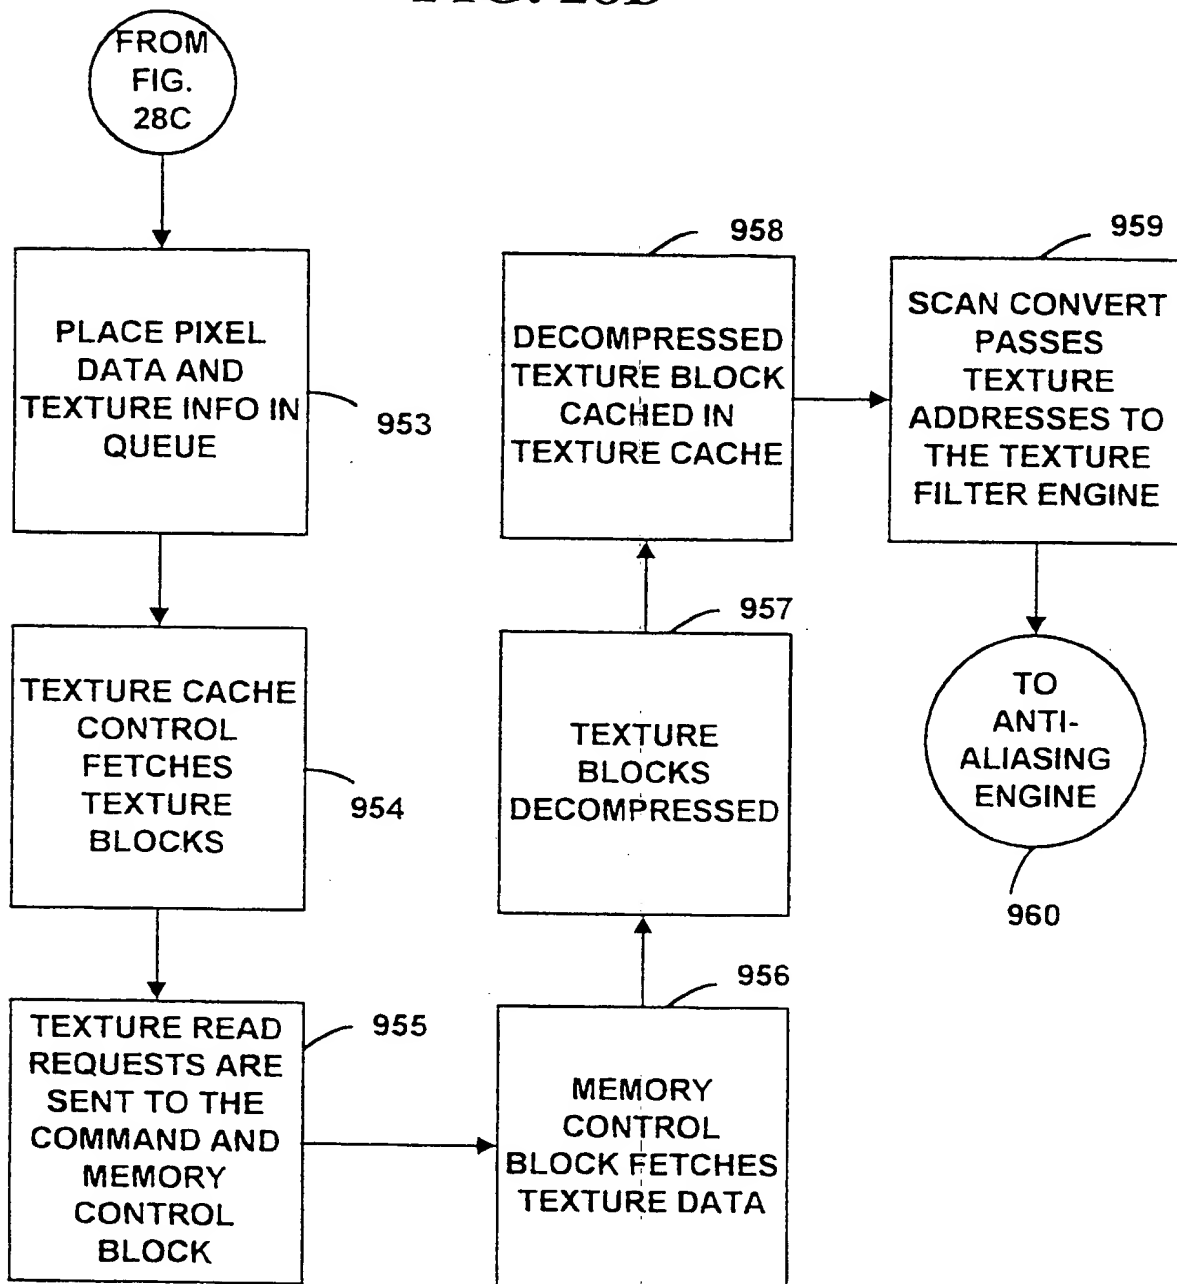 FROM
FIG.
28C
PLACE PIXEL
DATA AND
TEXTURE INFO IN
QUEUE
953
TEXTURE CACHE
CONTROL
FETCHES
TEXTURE
BLOCKS
954
TEXTURE READ
REQUESTS ARE
SENT TO THE
COMMAND AND
MEMORY
CONTROL
BLOCK
955
MEMORY
CONTROL
BLOCK FETCHES
TEXTURE DATA
956
TEXTURE
BLOCKS
DECOMPRESSED
957
DECOMPRESSED
TEXTURE BLOCK
CACHED IN
TEXTURE CACHE
958
SCAN CONVERT
PASSES
TEXTURE
ADDRESSES TO
THE TEXTURE
FILTER ENGINE
959
TO
ANTI-
ALIASING
ENGINE
960